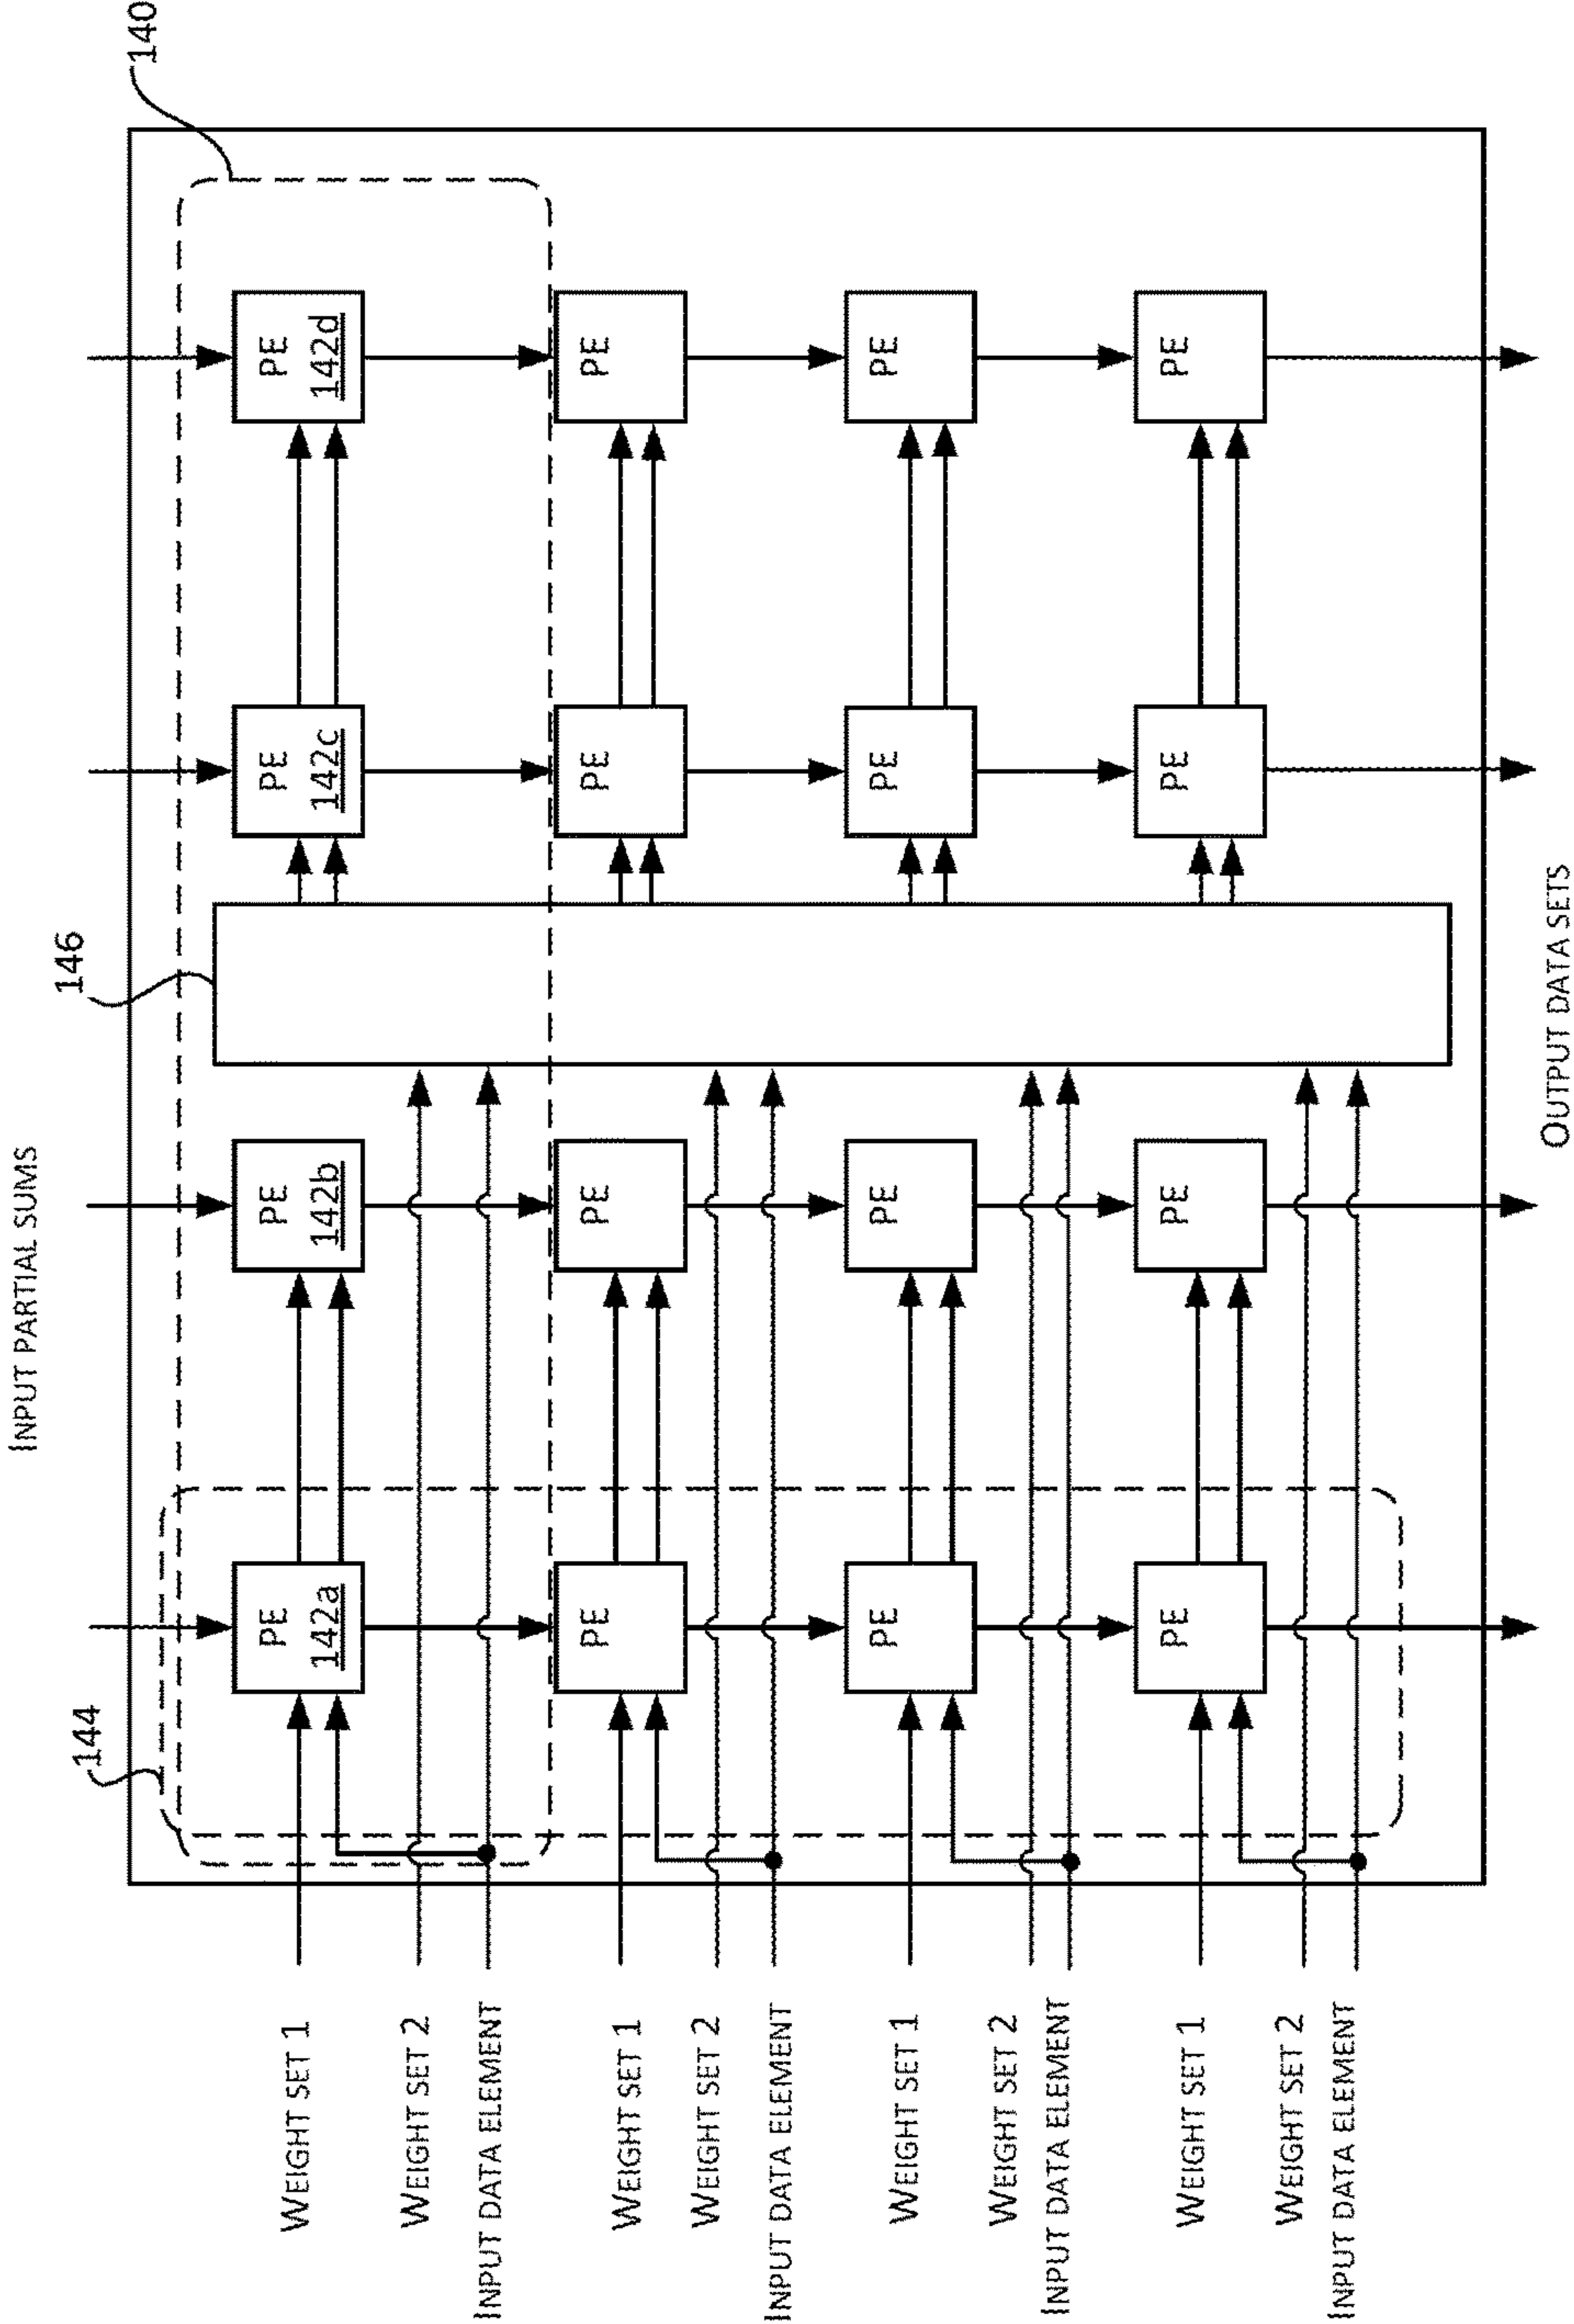 INPUT PARTIAL SUMS
144
146
140
WEIGHT SET 1
PE
142a
PE
142b
PE
142c
PE
142d
WEIGHT SET 2
INPUT DATA ELEMENT
WEIGHT SET 1
PE
PE
PE
PE
WEIGHT SET 2
INPUT DATA ELEMENT
WEIGHT SET 1
PE
PE
PE
PE
WEIGHT SET 2
INPUT DATA ELEMENT
WEIGHT SET 1
PE
PE
PE
PE
WEIGHT SET 2
INPUT DATA ELEMENT
OUTPUT DATA SETS